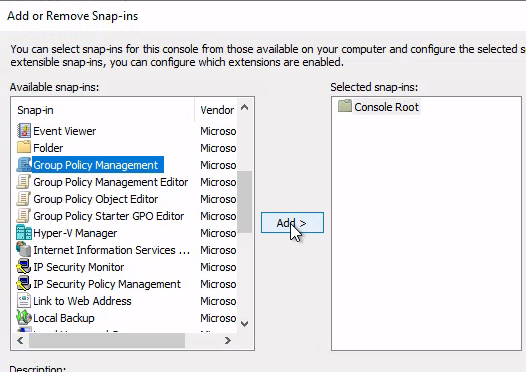 Add or Remove Snap-ins
You can select snap-ins for this console from those available on your computer and configure the selected s
extensible snap-ins, you can configure which extensions are enabled.
Available snap-ins:
Selected snap-ins:
Snap-in Vendor
Console Root
Event Viewer Microso
Folder Microso
Group Policy Management Microso
Group Policy Management Editor Microso
Group Policy Object Editor Microso
Group Policy Starter GPO Editor Microso
Add >
Hyper-V Manager Microso
Internet Information Services ... Microso
IP Security Monitor Microso
IP Security Policy Management Microso
Link to Web Address Microso
Local Backup Microso
Description: